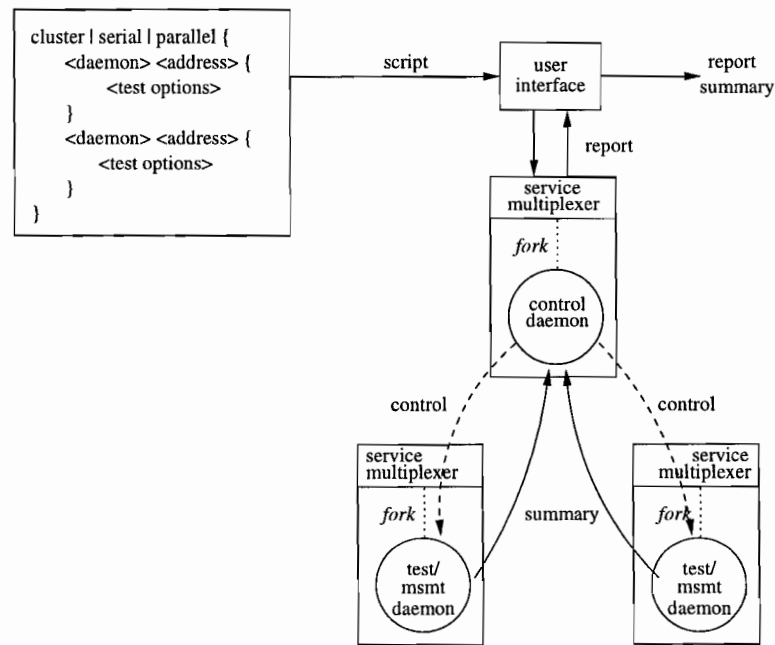 cluster | serial | parallel {
<daemon> <address> {
<test options>
}
<daemon> <address> {
<test options>
}
}
script
user
interface
report
summary
report
service
multiplexer
fork
control
daemon
control
control
service
multiplexer
fork
test/
msmt
daemon
summary
service
multiplexer
fork
test/
msmt
daemon